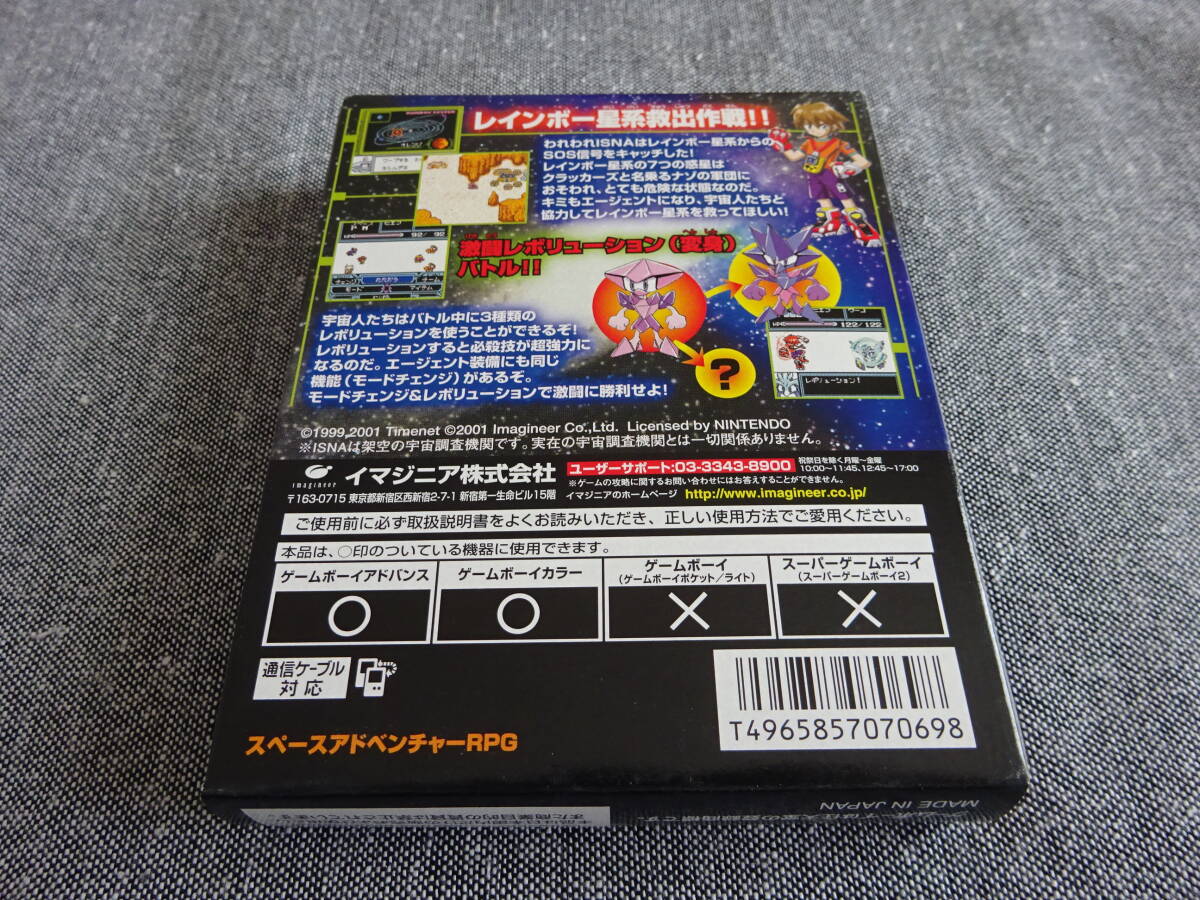 レインボー星系救出作戦!!
われわれISNAはレインボー星系からの
SOS信号をキャッチした!
レインボー星系の7つの惑星は
クラッカーズと名乗るナゾの軍団に
おそわれ、とても危険な状態なのだ。
キミもエージェントになり、宇宙人たちと
協力してレインボー星系を救ってほしい!
92/ 92
チェンジ
モード
アイテム
激闘レボリューション(変身)
バトル!!
宇宙人たちはバトル中に3種類の
レボリューションを使うことができるぞ!
レボリューションすると必殺技が超強力に
なるのだ。エージェント装備にも同じ
機能(モードチェンジ)があるぞ。
モードチェンジ&レボリューションで激闘に勝利せよ!
?
122/122
レボリューション!
©1999,2001 Timenet ©2001 Imagineer Co.,Ltd. Licensed by NINTENDO
※ISNAは架空の宇宙調査機関です。実在の宇宙調査機関とは一切関係ありません。
imagineer
イマジニア株式会社
〒163-0715 東京都新宿区西新宿2-7-1 新宿第一生命ビル15階
ユーザーサポート:03-3343-8900
祝祭日を除く月曜~金曜
10:00~11:45、12:45~17:00
※ゲームの攻略に関するお問い合わせにはお答えすることができません。
イマジニアのホームページ http://www.imagineer.co.jp/
ご使用前に必ず取扱説明書をよくお読みいただき、正しい使用方法でご愛用ください。
本品は、○印のついている機器に使用できます。
ゲームボーイアドバンス
○
ゲームボーイカラー
○
ゲームボーイ
(ゲームボーイポケット/ライト)
×
スーパーゲームボーイ
(スーパーゲームボーイ2)
×
通信ケーブル
対応
T4965857070698
スペースアドベンチャーRPG
MADE IN JAPAN